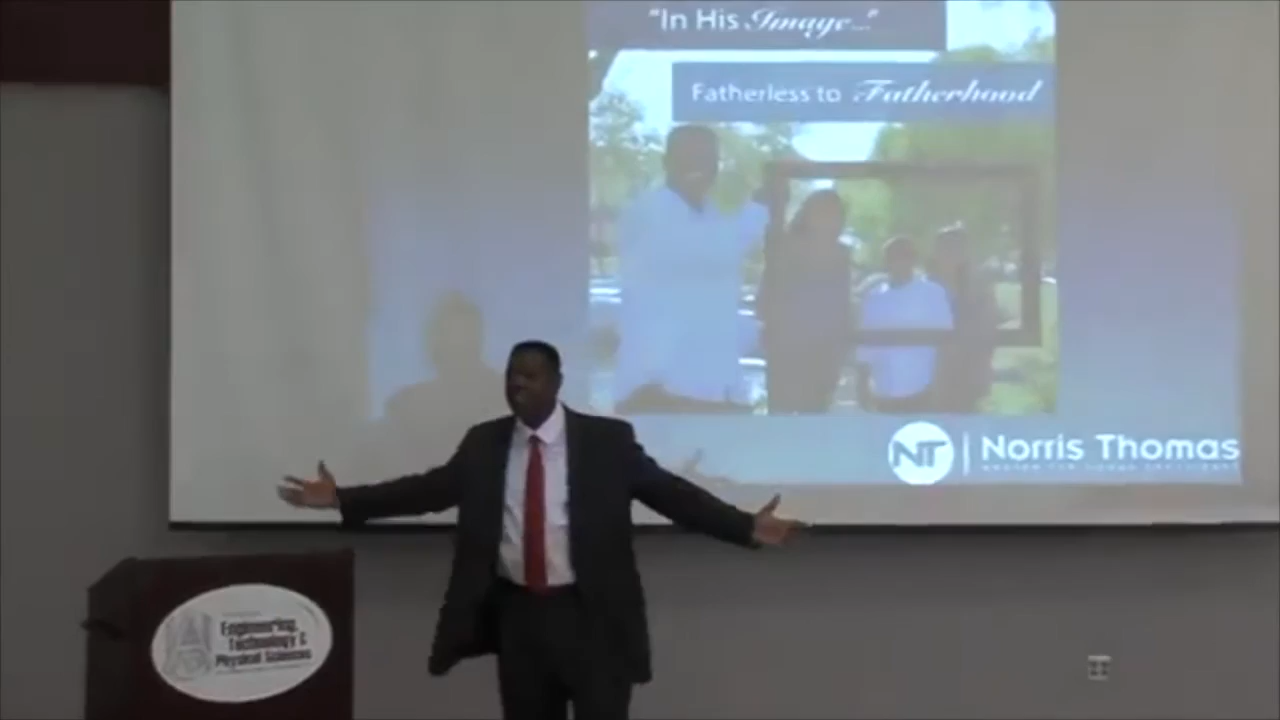 "In His Image..."
Fatherless to Fatherhood
NT | Norris Thomas
Engineering,
Technology &
Physical Sciences